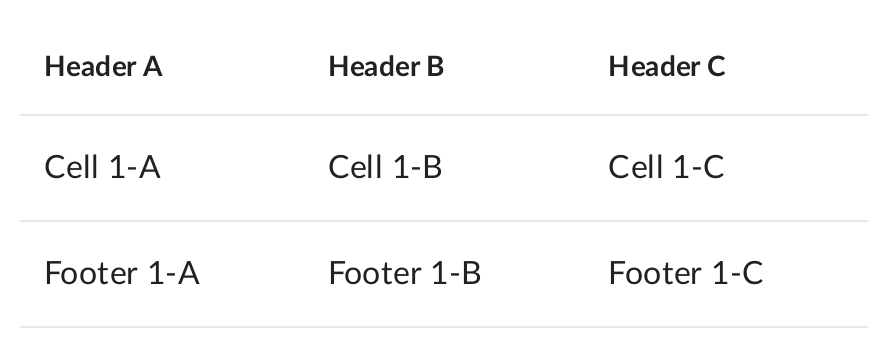 Header A Header B Header C
Cell 1-A Cell 1-B Cell 1-C
Footer 1-A Footer 1-B Footer 1-C